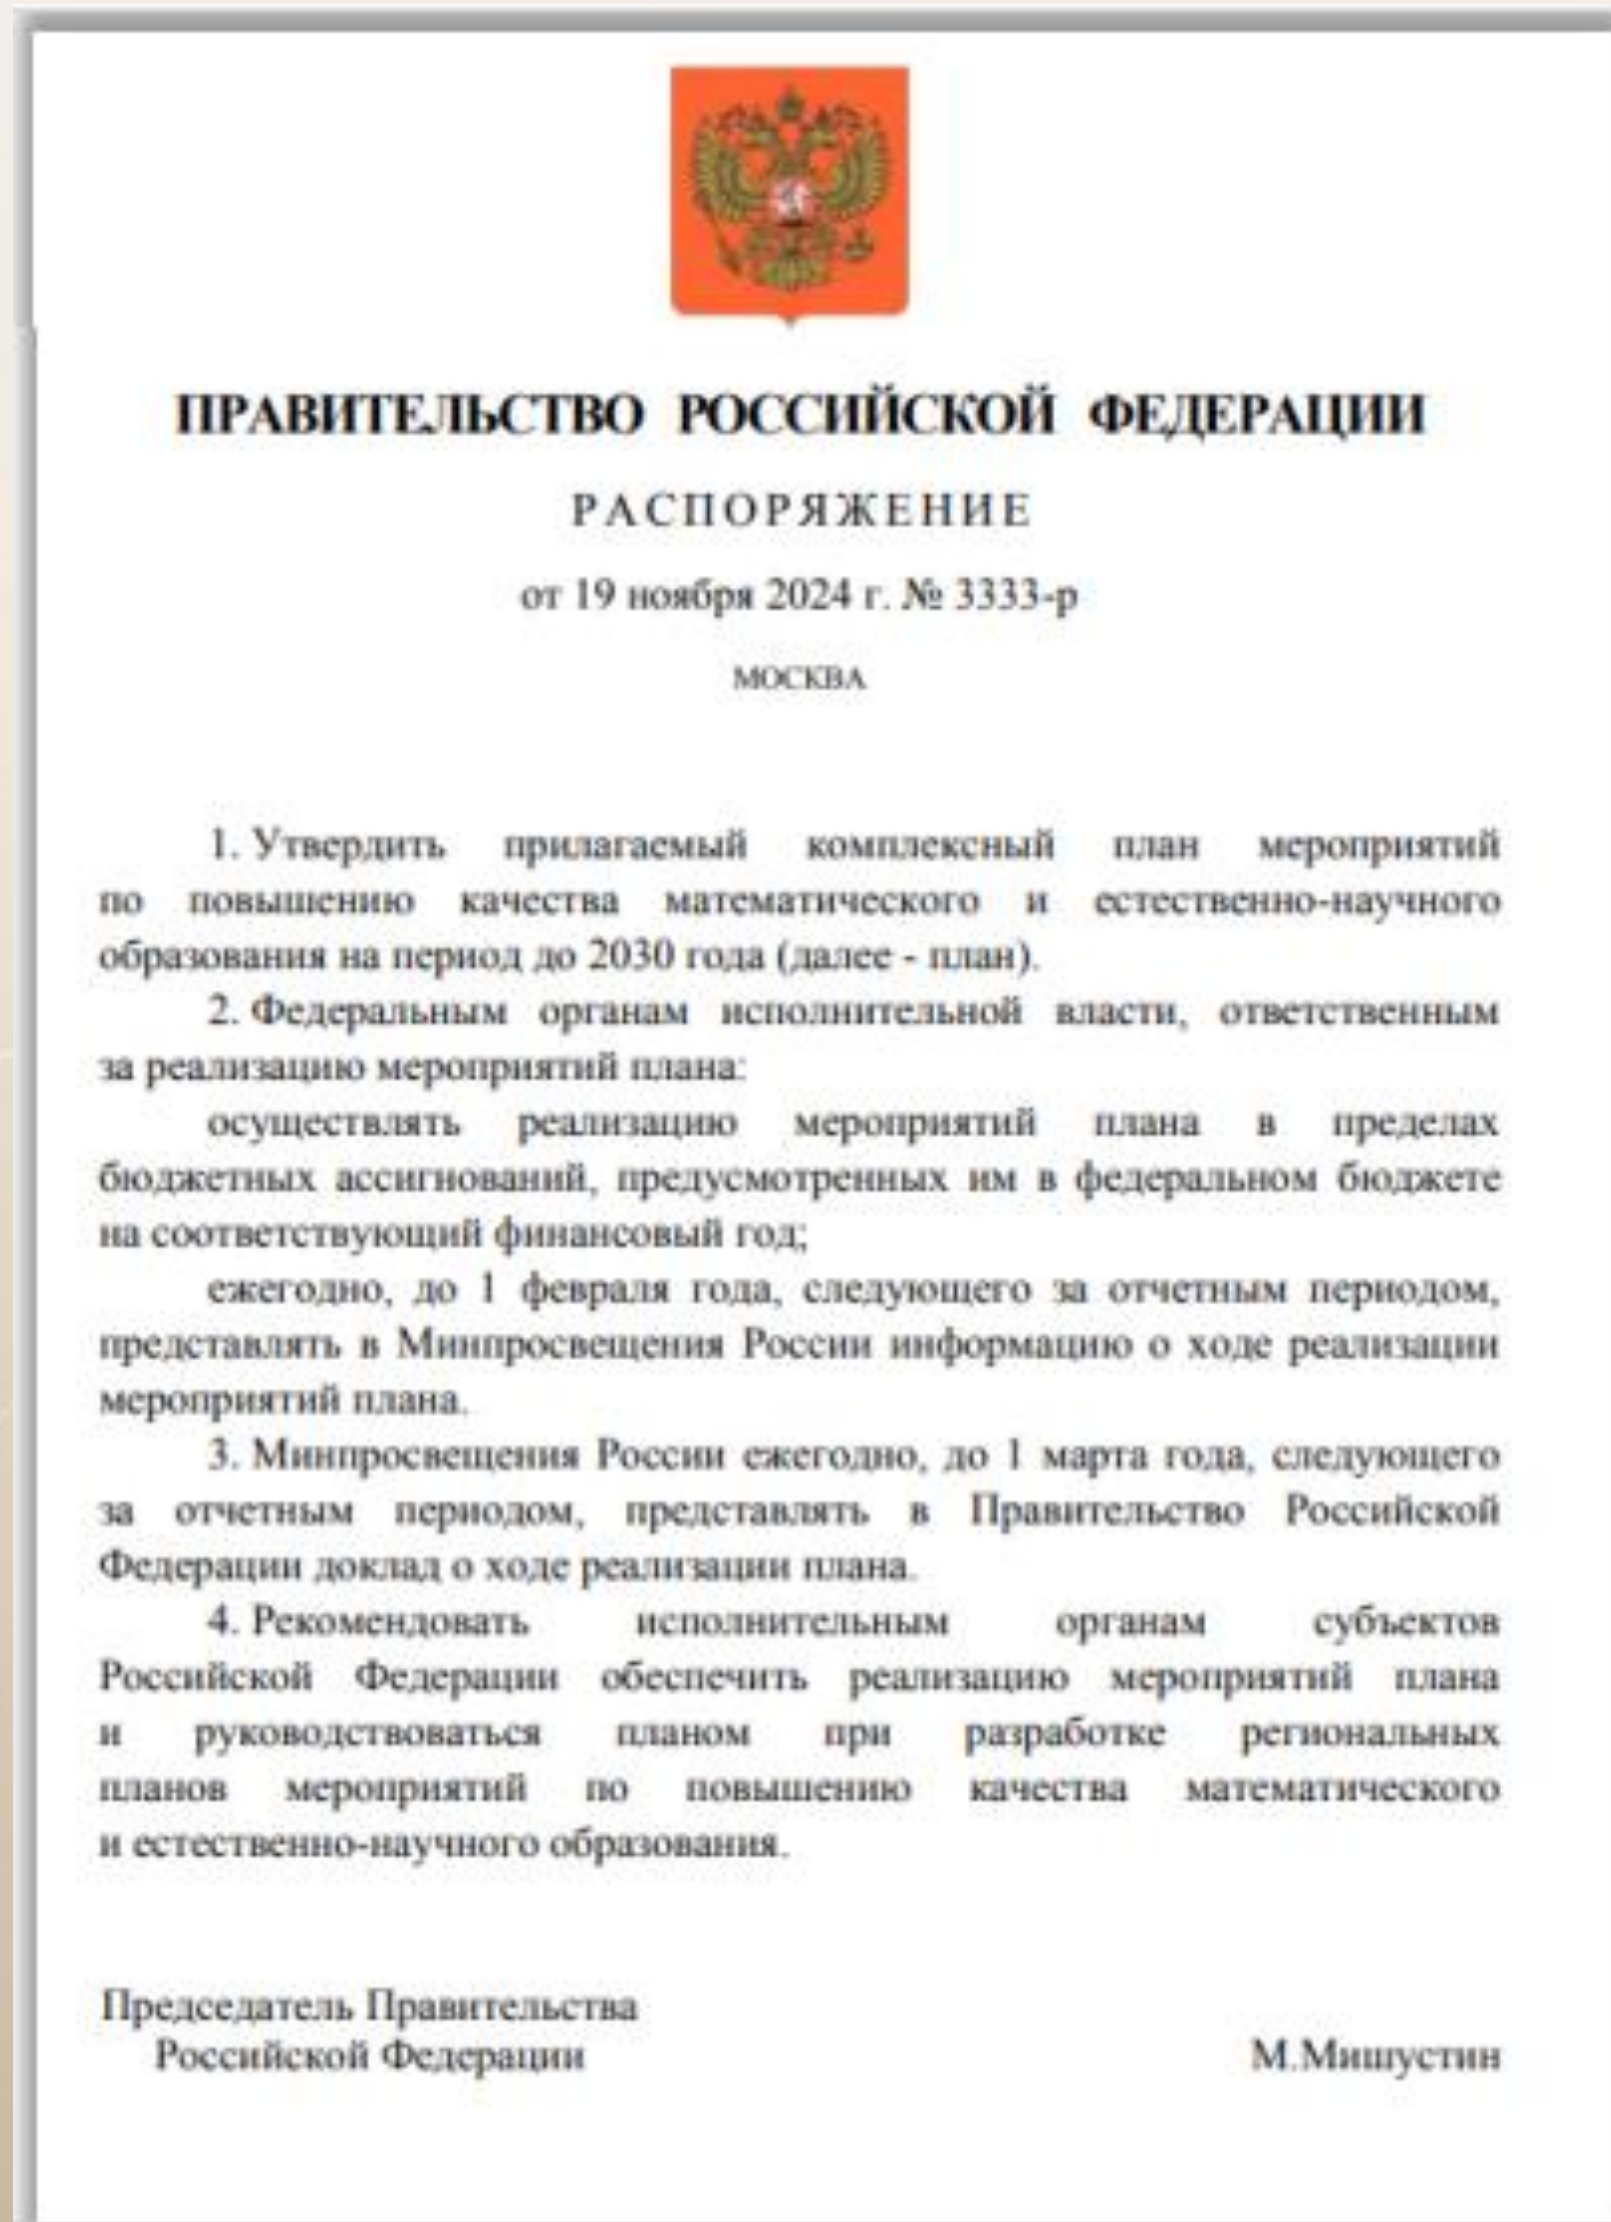 ПРАВИТЕЛЬСТВО РОССИЙСКОЙ ФЕДЕРАЦИИ
РАСПОРЯЖЕНИЕ
от 19 ноября 2024 г. № 3333-р
МОСКВА
1. Утвердить прилагаемый комплексный план мероприятий
по повышению качества математического и естественно-научного
образования на период до 2030 года (далее - план).
2. Федеральным органам исполнительной власти, ответственным
за реализацию мероприятий плана:
осуществлять реализацию мероприятий плана в пределах
бюджетных ассигнований, предусмотренных им в федеральном бюджете
на соответствующий финансовый год;
ежегодно, до 1 февраля года, следующего за отчетным периодом,
представлять в Минпросвещения России информацию о ходе реализации
мероприятий плана.
3. Минпросвещения России ежегодно, до 1 марта года, следующего
за отчетным периодом, представлять в Правительство Российской
Федерации доклад о ходе реализации плана.
4. Рекомендовать исполнительным органам субъектов
Российской Федерации обеспечить реализацию мероприятий плана
и руководствоваться планом при разработке региональных
планов мероприятий по повышению качества математического
и естественно-научного образования.
Председатель Правительства
Российской Федерации М.Мишустин